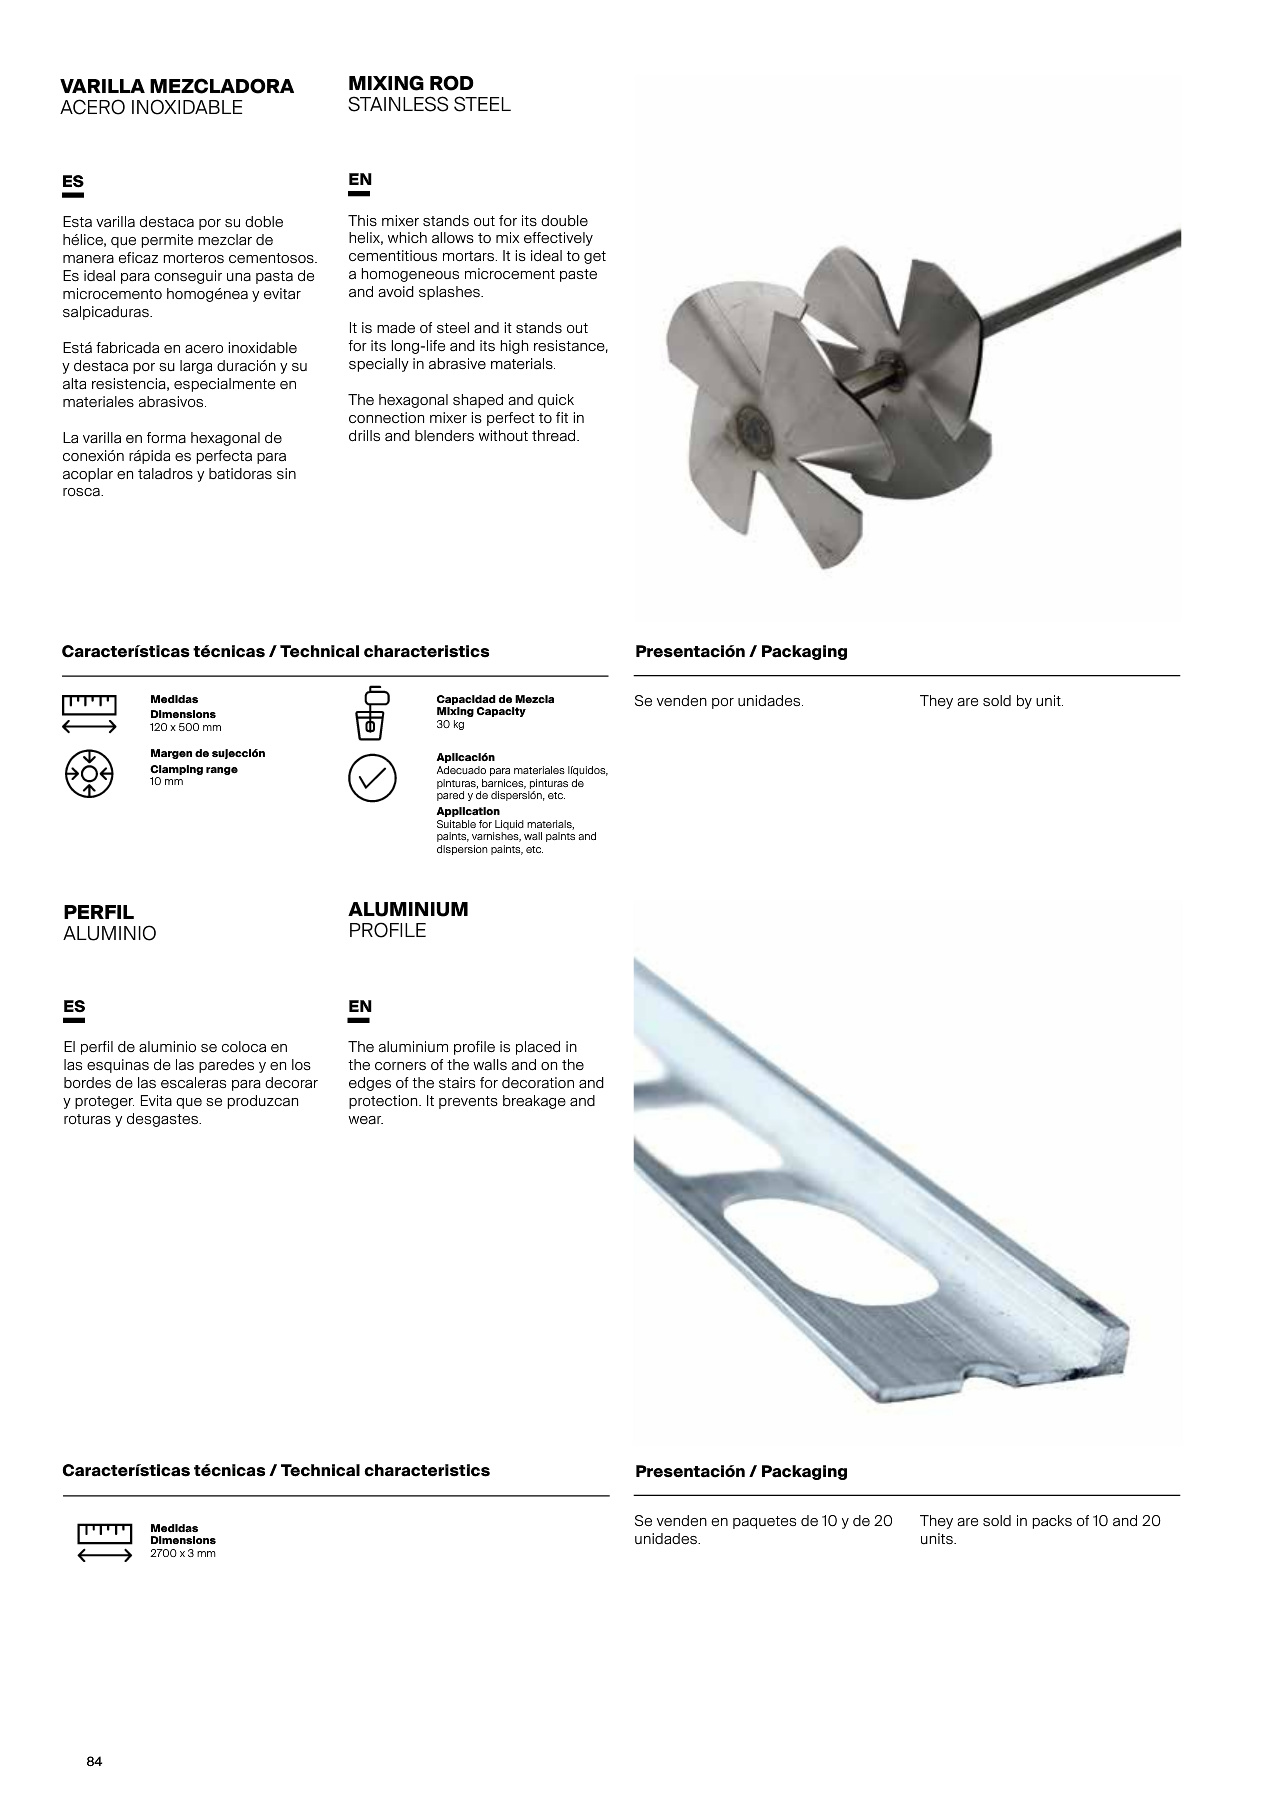 VARILLA MEZCLADORA
ACERO INOXIDABLE
ES
Esta varilla destaca por su doble
hélice, que permite mezclar de
manera eficaz morteros cementosos.
Es ideal para conseguir una pasta de
microcemento homogénea y evitar
salpicaduras.
Está fabricada en acero inoxidable
y destaca por su larga duración y su
alta resistencia, especialmente en
materiales abrasivos.
La varilla en forma hexagonal de
conexión rápida es perfecta para
acoplar en taladros y batidoras sin
rosca.
MIXING ROD
STAINLESS STEEL
EN
This mixer stands out for its double
helix, which allows to mix effectively
cementitious mortars. It is ideal to get
a homogeneous microcement paste
and avoid splashes.
It is made of steel and it stands out
for its long-life and its high resistance,
specially in abrasive materials.
The hexagonal shaped and quick
connection mixer is perfect to fit in
drills and blenders without thread.
Características técnicas / Technical characteristics
Medidas
Dimensions
120 x 500 mm
Margen de sujección
Clamping range
10 mm
Capacidad de Mezcla
Mixing Capacity
30 kg
Aplicación
Adecuado para materiales líquidos,
pinturas, barnices, pinturas de
pared y de dispersión, etc.
Application
Suitable for Liquid materials,
paints, varnishes, wall paints and
dispersion paints, etc.
Presentación / Packaging
Se venden por unidades.
They are sold by unit.
PERFIL
ALUMINIO
ES
El perfil de aluminio se coloca en
las esquinas de las paredes y en los
bordes de las escaleras para decorar
y proteger. Evita que se produzcan
roturas y desgastes.
ALUMINIUM
PROFILE
EN
The aluminium profile is placed in
the corners of the walls and on the
edges of the stairs for decoration and
protection. It prevents breakage and
wear.
Características técnicas / Technical characteristics
Medidas
Dimensions
2700 x 3 mm
Presentación / Packaging
Se venden en paquetes de 10 y de 20
unidades.
They are sold in packs of 10 and 20
units.
84